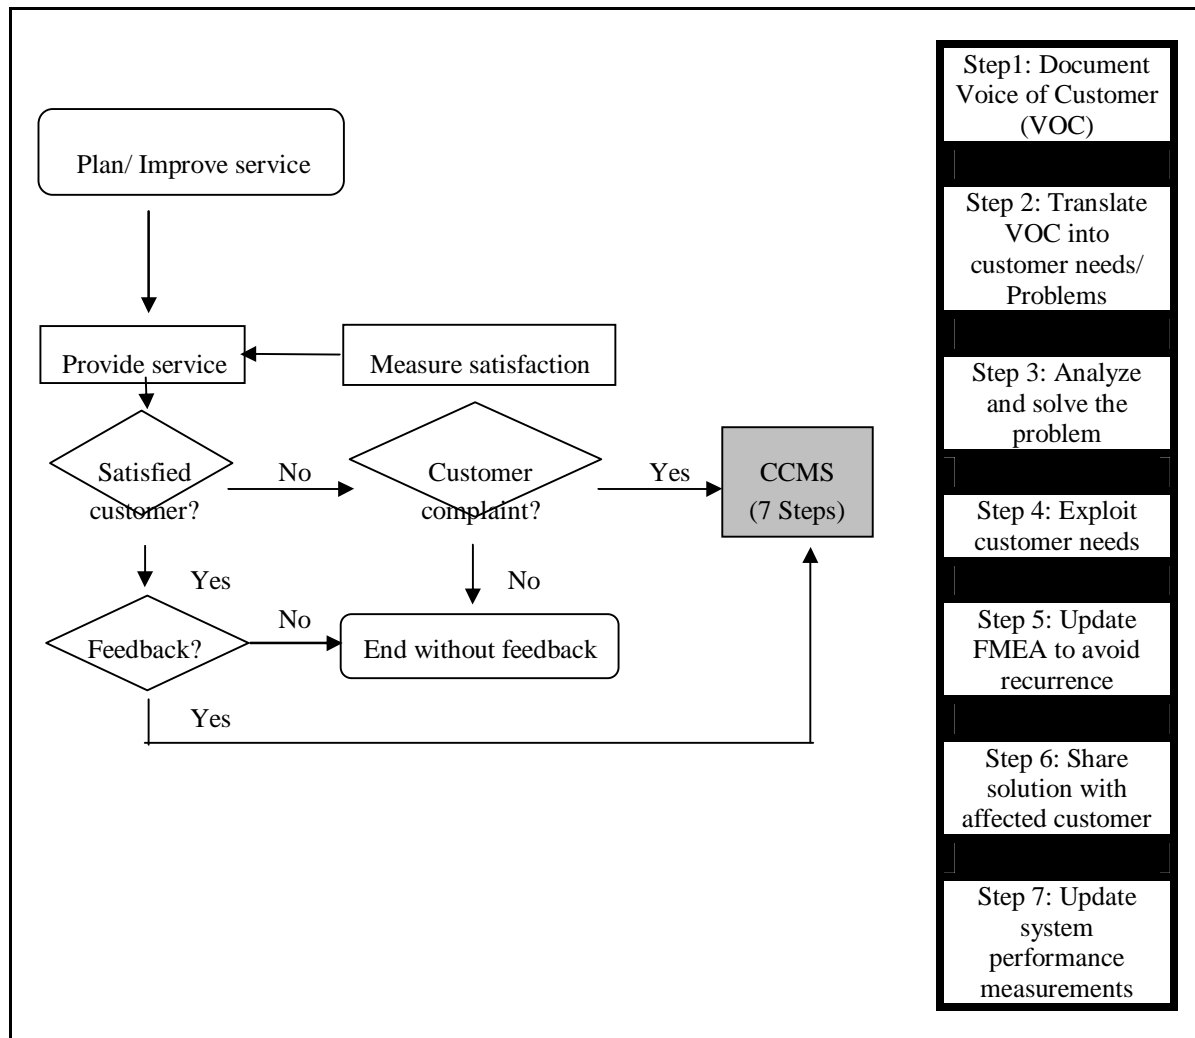 Plan/ Improve service
Provide service
Measure satisfaction
Satisfied
customer?
No
Customer
complaint?
Yes
CCMS
(7 Steps)
Yes
No
Feedback?
No
End without feedback
Yes
Step1: Document
Voice of Customer
(VOC)
Step 2: Translate
VOC into
customer needs/
Problems
Step 3: Analyze
and solve the
problem
Step 4: Exploit
customer needs
Step 5: Update
FMEA to avoid
recurrence
Step 6: Share
solution with
affected customer
Step 7: Update
system
performance
measurements